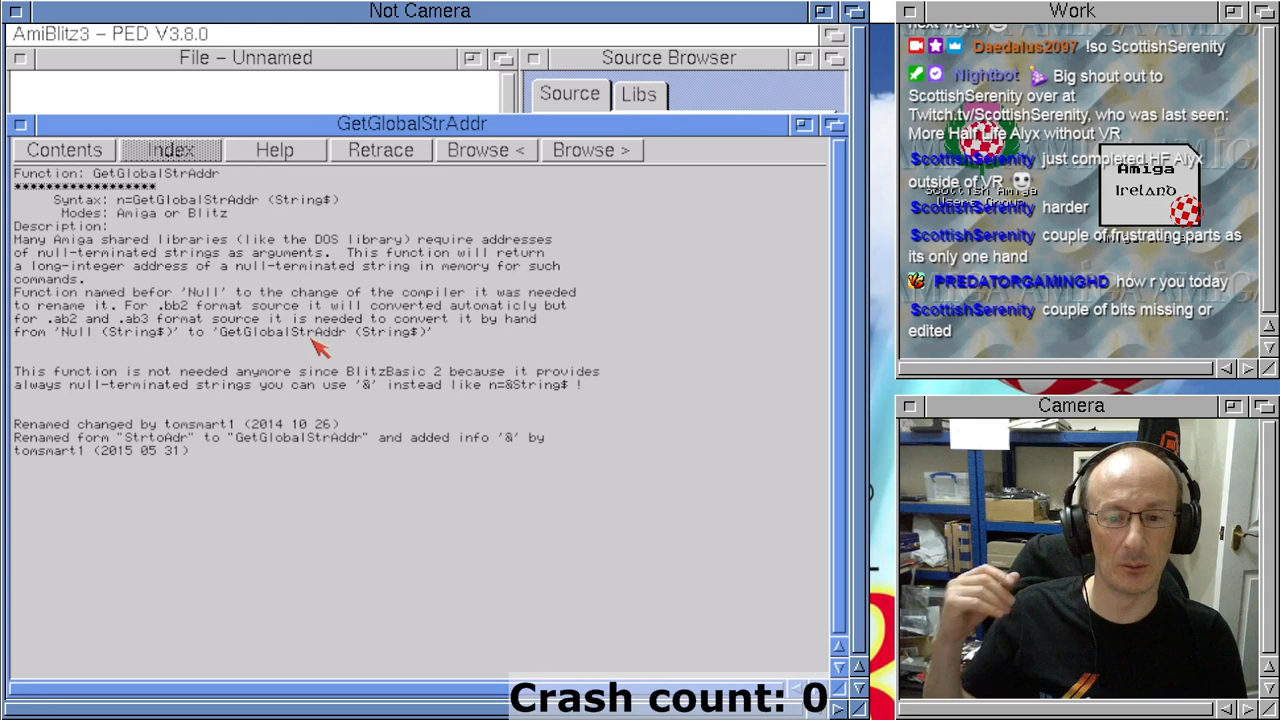 Not Camera
AmiBlitz3 – PED V3.8.0
File – Unnamed
Source Browser
Source
Libs
GetGlobalStrAddr
Contents
Index
Help
Retrace
Browse <
Browse >
Function: GetGlobalStrAddr
******************
Syntax: n=GetGlobalStrAddr (String$)
Modes: Amiga or Blitz
Description:
Many Amiga shared libraries (like the DOS library) require addresses
of null-terminated strings as arguments.  This function will return
a long-integer address of a null-terminated string in memory for such
commands.
Function named befor 'Null' to the change in the compiler it was needed
to rename it. For .bb2 format source it will converted automaticly but
for .ab2 and .ab3 format source it is needed to convert it by hand
from 'Null (String$)' to 'GetGlobalStrAddr (String$)'
This function is not needed anymore since BlitzBasic 2 because it provides
always null-terminated strings you can use '&' instead like n=&String$ !
Renamed changed by tomsmart1 (2014 10 26)
Renamed form "StrtoAdr" to "GetGlobalStrAddr" and added info '&' by
tomsmart1 (2015 05 31)
Crash count: 0
Work
next week
Daedalus2097 !so ScottishSerenity
Nightbot Big shout out to
ScottishSerenity over at
Twitch.tv/ScottishSerenity, who was last seen:
More Half Life Alyx without VR
ScottishSerenity just completed HF Alyx
outside of VR
ScottishSerenity harder
ScottishSerenity couple of frustrating parts as
its only one hand
PREDATORGAMINGHD how r you today
ScottishSerenity couple of bits missing or
edited
Scottish Amiga
Users Group
Amiga
Ireland
Camera